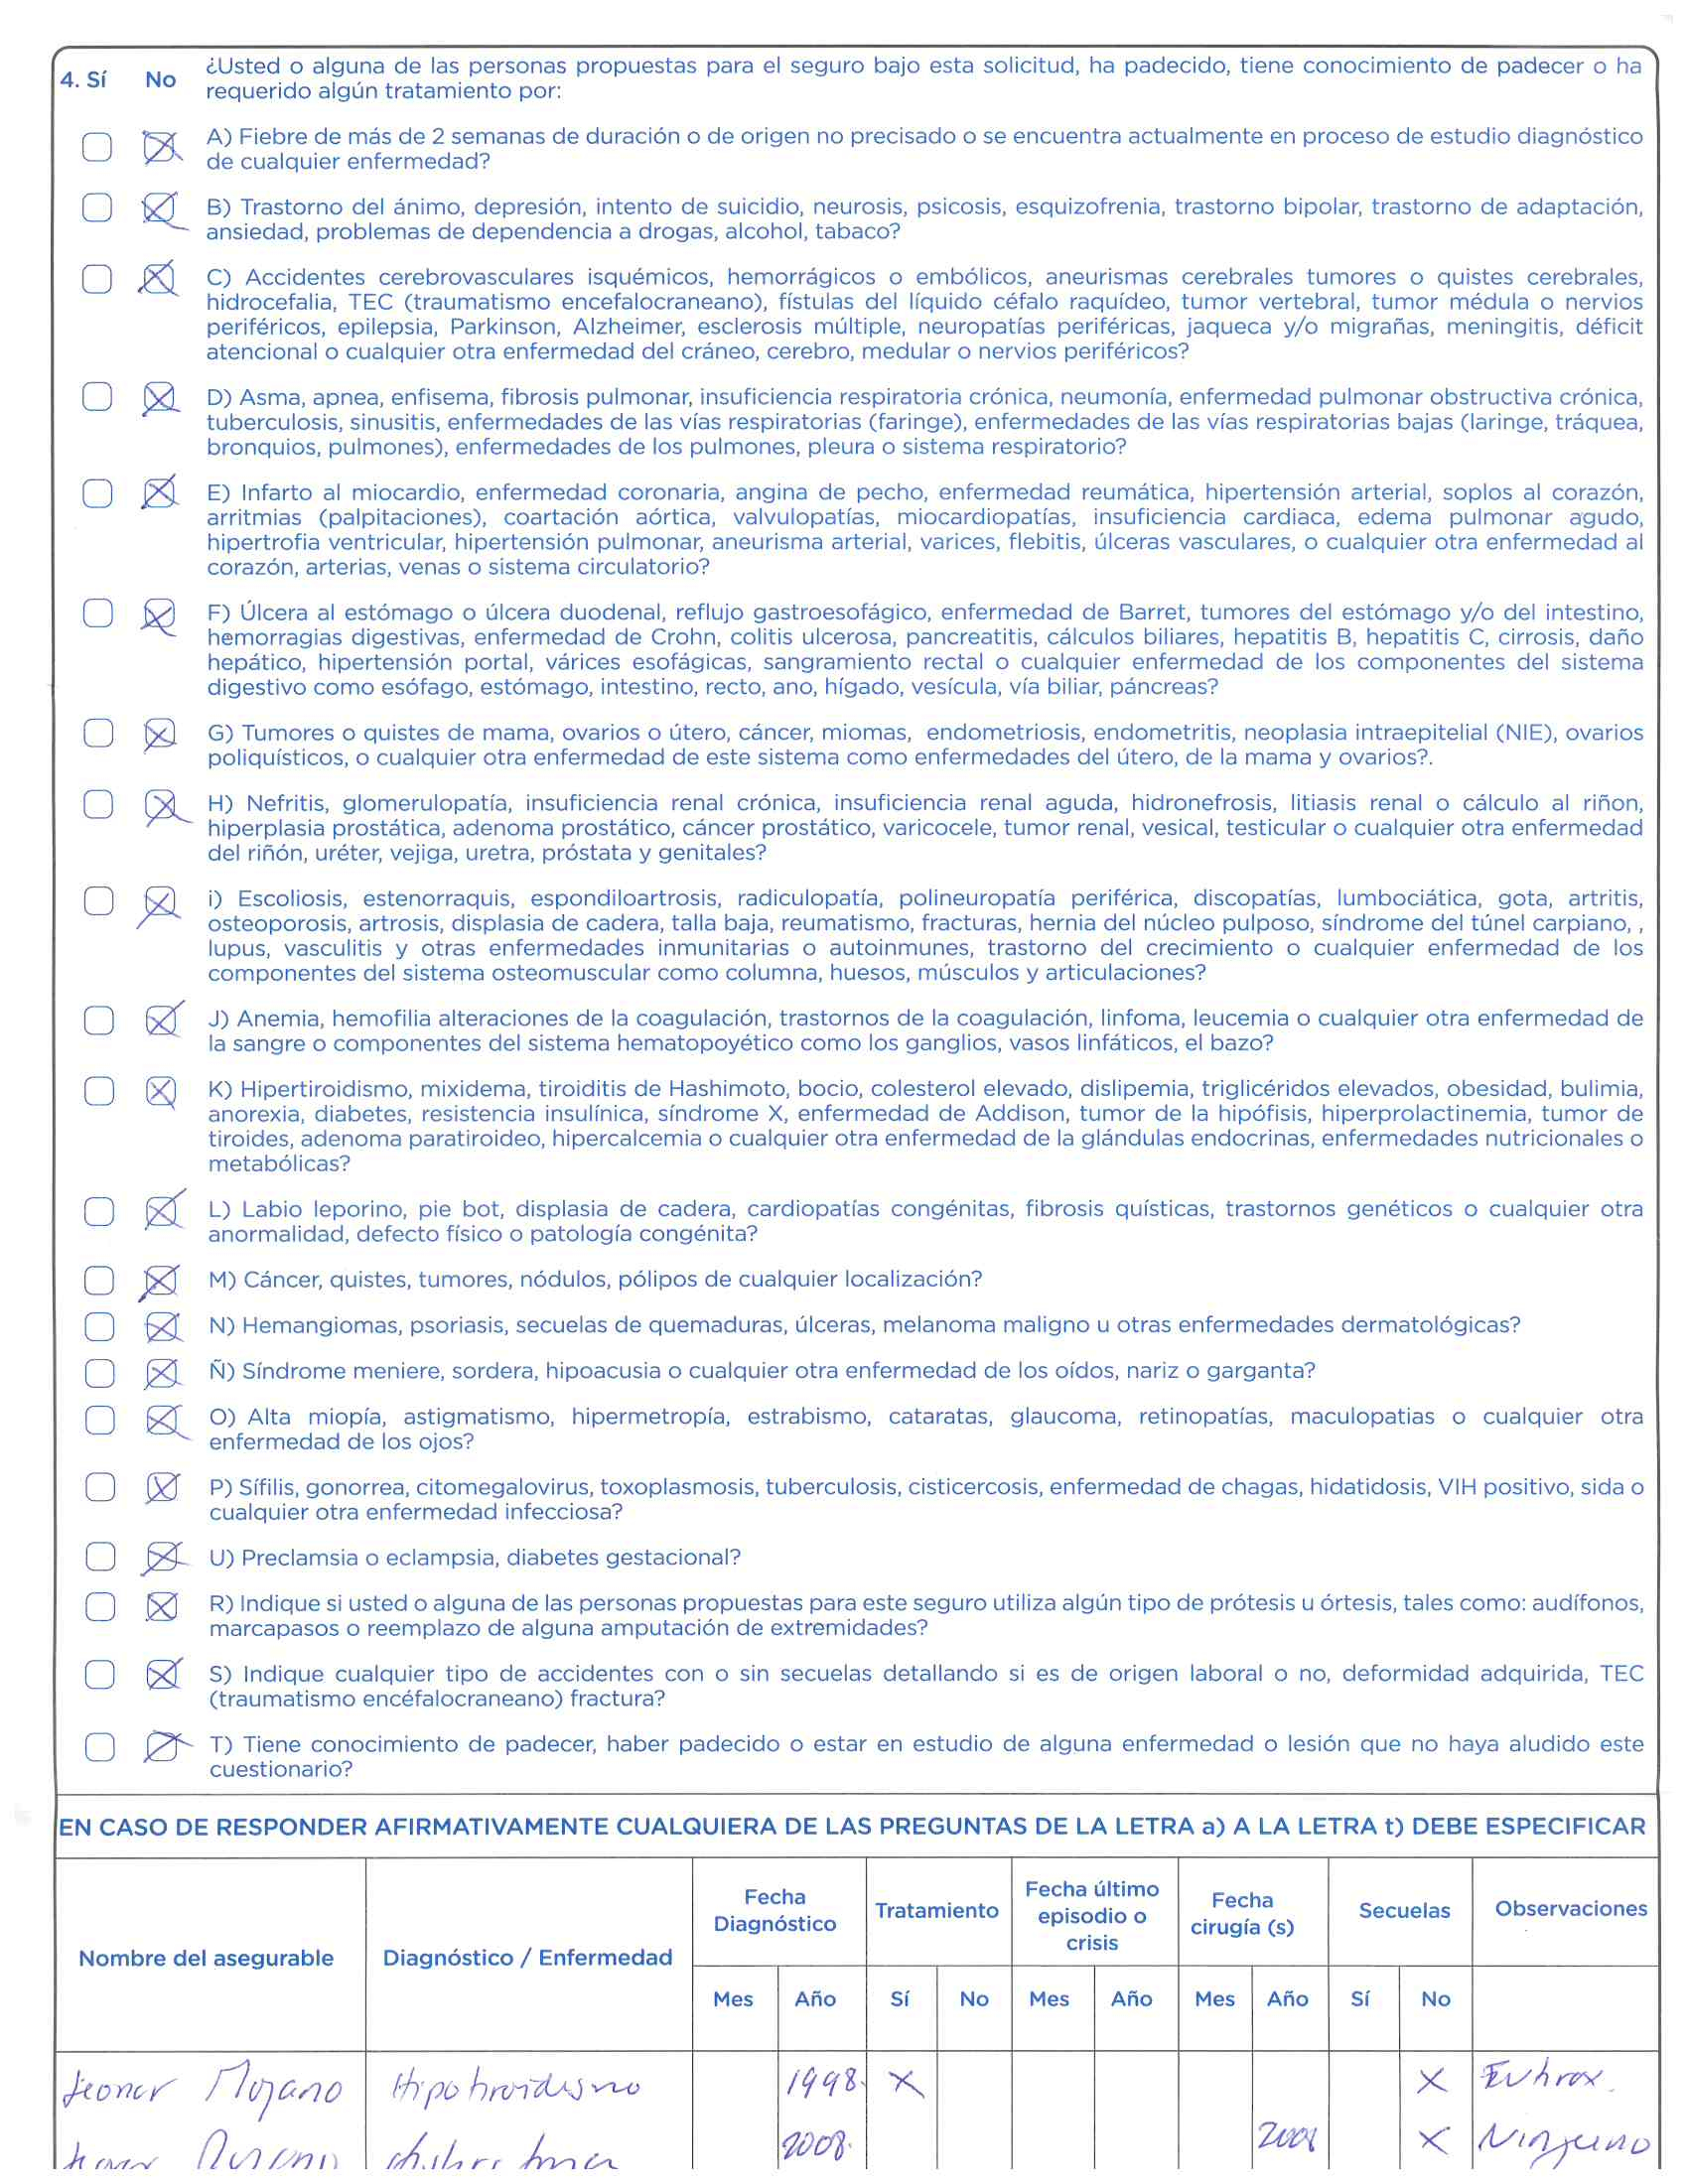 4. Sí No ¿Usted o alguna de las personas propuestas para el seguro bajo esta solicitud, ha padecido, tiene conocimiento de padecer o ha
requerido algún tratamiento por:
A) Fiebre de más de 2 semanas de duración o de origen no precisado o se encuentra actualmente en proceso de estudio diagnóstico
de cualquier enfermedad?
B) Trastorno del ánimo, depresión, intento de suicidio, neurosis, psicosis, esquizofrenia, trastorno bipolar, trastorno de adaptación,
ansiedad, problemas de dependencia a drogas, alcohol, tabaco?
C) Accidentes cerebrovasculares isquémicos, hemorrágicos o embólicos, aneurismas cerebrales tumores o quistes cerebrales,
hidrocefalia, TEC (traumatismo encefalocraneano), fístulas del líquido céfalo raquídeo, tumor vertebral, tumor médula o nervios
periféricos, epilepsia, Parkinson, Alzheimer, esclerosis múltiple, neuropatías periféricas, jaqueca y/o migrañas, meningitis, déficit
atencional o cualquier otra enfermedad del cráneo, cerebro, medular o nervios periféricos?
D) Asma, apnea, enfisema, fibrosis pulmonar, insuficiencia respiratoria crónica, neumonía, enfermedad pulmonar obstructiva crónica,
tuberculosis, sinusitis, enfermedades de las vías respiratorias (faringe), enfermedades de las vías respiratorias bajas (laringe, tráquea,
bronquios, pulmones), enfermedades de los pulmones, pleura o sistema respiratorio?
E) Infarto al miocardio, enfermedad coronaria, angina de pecho, enfermedad reumática, hipertensión arterial, soplos al corazón,
arritmias (palpitaciones), coartación aórtica, valvulopatías, miocardiopatías, insuficiencia cardiaca, edema pulmonar agudo,
hipertrofia ventricular, hipertensión pulmonar, aneurisma arterial, varices, flebitis, úlceras vasculares, o cualquier otra enfermedad al
corazón, arterias, venas o sistema circulatorio?
F) Úlcera al estómago o úlcera duodenal, reflujo gastroesofágico, enfermedad de Barret, tumores del estómago y/o del intestino,
hemorragias digestivas, enfermedad de Crohn, colitis ulcerosa, pancreatitis, cálculos biliares, hepatitis B, hepatitis C, cirrosis, daño
hepático, hipertensión portal, várices esofágicas, sangramiento rectal o cualquier enfermedad de los componentes del sistema
digestivo como esófago, estómago, intestino, recto, ano, hígado, vesícula, vía biliar, páncreas?
G) Tumores o quistes de mama, ovarios o útero, cáncer, miomas, endometriosis, endometritis, neoplasia intraepitelial (NIE), ovarios
poliquísticos, o cualquier otra enfermedad de este sistema como enfermedades del útero, de la mama y ovarios?.
H) Nefritis, glomerulopatía, insuficiencia renal crónica, insuficiencia renal aguda, hidronefrosis, litiasis renal o cálculo al riñon,
hiperplasia prostática, adenoma prostático, cáncer prostático, varicocele, tumor renal, vesical, testicular o cualquier otra enfermedad
del riñón, uréter, vejiga, uretra, próstata y genitales?
i) Escoliosis, estenorraquis, espondiloartrosis, radiculopatía, polineuropatía periférica, discopatías, lumbociática, gota, artritis,
osteoporosis, artrosis, displasia de cadera, talla baja, reumatismo, fracturas, hernia del núcleo pulposo, síndrome del túnel carpiano, ,
lupus, vasculitis y otras enfermedades inmunitarias o autoinmunes, trastorno del crecimiento o cualquier enfermedad de los
componentes del sistema osteomuscular como columna, huesos, músculos y articulaciones?
J) Anemia, hemofilia alteraciones de la coagulación, trastornos de la coagulación, linfoma, leucemia o cualquier otra enfermedad de
la sangre o componentes del sistema hematopoyético como los ganglios, vasos linfáticos, el bazo?
K) Hipertiroidismo, mixidema, tiroiditis de Hashimoto, bocio, colesterol elevado, dislipemia, triglicéridos elevados, obesidad, bulimia,
anorexia, diabetes, resistencia insulínica, síndrome X, enfermedad de Addison, tumor de la hipófisis, hiperprolactinemia, tumor de
tiroides, adenoma paratiroideo, hipercalcemia o cualquier otra enfermedad de la glándulas endocrinas, enfermedades nutricionales o
metabólicas?
L) Labio leporino, pie bot, displasia de cadera, cardiopatías congénitas, fibrosis quísticas, trastornos genéticos o cualquier otra
anormalidad, defecto físico o patología congénita?
M) Cáncer, quistes, tumores, nódulos, pólipos de cualquier localización?
N) Hemangiomas, psoriasis, secuelas de quemaduras, úlceras, melanoma maligno u otras enfermedades dermatológicas?
Ñ) Síndrome meniere, sordera, hipoacusia o cualquier otra enfermedad de los oídos, nariz o garganta?
O) Alta miopía, astigmatismo, hipermetropía, estrabismo, cataratas, glaucoma, retinopatías, maculopatias o cualquier otra
enfermedad de los ojos?
P) Sífilis, gonorrea, citomegalovirus, toxoplasmosis, tuberculosis, cisticercosis, enfermedad de chagas, hidatidosis, VIH positivo, sida o
cualquier otra enfermedad infecciosa?
U) Preclamsia o eclampsia, diabetes gestacional?
R) Indique si usted o alguna de las personas propuestas para este seguro utiliza algún tipo de prótesis u órtesis, tales como: audífonos,
marcapasos o reemplazo de alguna amputación de extremidades?
S) Indique cualquier tipo de accidentes con o sin secuelas detallando si es de origen laboral o no, deformidad adquirida, TEC
(traumatismo encéfalocraneano) fractura?
T) Tiene conocimiento de padecer, haber padecido o estar en estudio de alguna enfermedad o lesión que no haya aludido este
cuestionario?
EN CASO DE RESPONDER AFIRMATIVAMENTE CUALQUIERA DE LAS PREGUNTAS DE LA LETRA a) A LA LETRA t) DEBE ESPECIFICAR
Nombre del asegurable Diagnóstico / Enfermedad Fecha Diagnóstico Tratamiento Fecha último episodio o crisis Fecha cirugía (s) Secuelas Observaciones
Mes Año Sí No Mes Año Mes Año Sí No
Leonor Moyano Hipotiroidismo 1998. X X Eutirox.
2008. 2008 X Ninguno